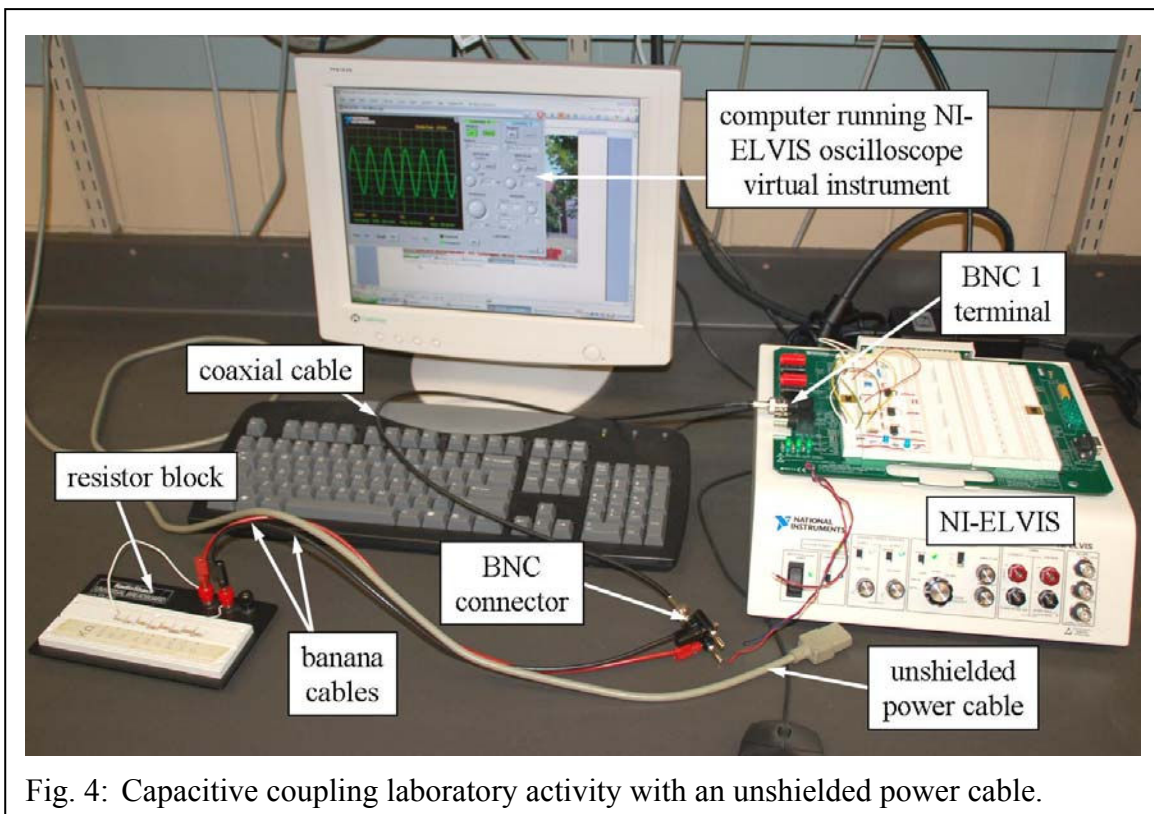 computer running NI-
ELVIS oscilloscope
virtual instrument
BNC 1
terminal
coaxial cable
resistor block
NATIONAL
INSTRUMENTS
NI-ELVIS
BNC
connector
banana
cables
unshielded
power cable
Fig. 4: Capacitive coupling laboratory activity with an unshielded power cable.